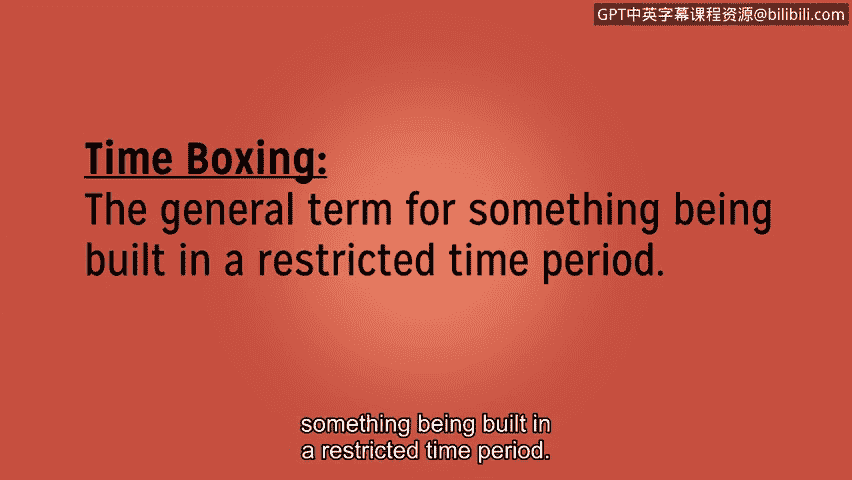 GPT中英字幕课程资源@bilibili.com
Time Boxing:
The general term for something being
built in a restricted time period.
something being built in
a restricted time period.